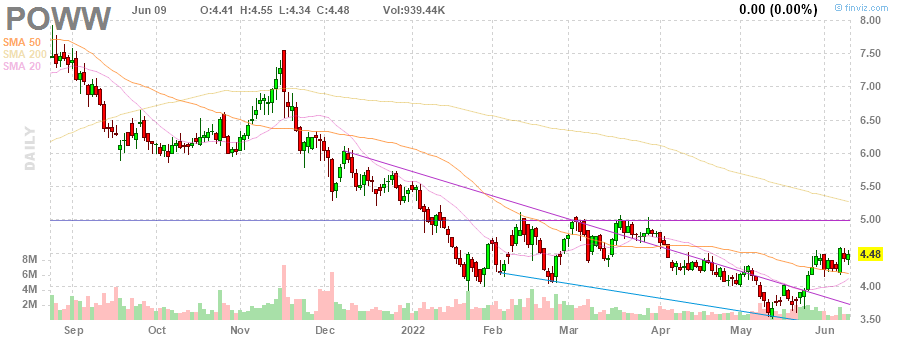 POWW Jun 09 O:4.41 H:4.55 L:4.34 C:4.48 Vol:939.44K 0.00 (0.00%) finviz.com
SMA 50
SMA 200
SMA 20
DAILY
8.00
7.50
7.00
6.50
6.00
5.50
5.00
4.48
4.00
3.50
8M
6M
4M
2M
Sep Oct Nov Dec 2022 Feb Mar Apr May Jun